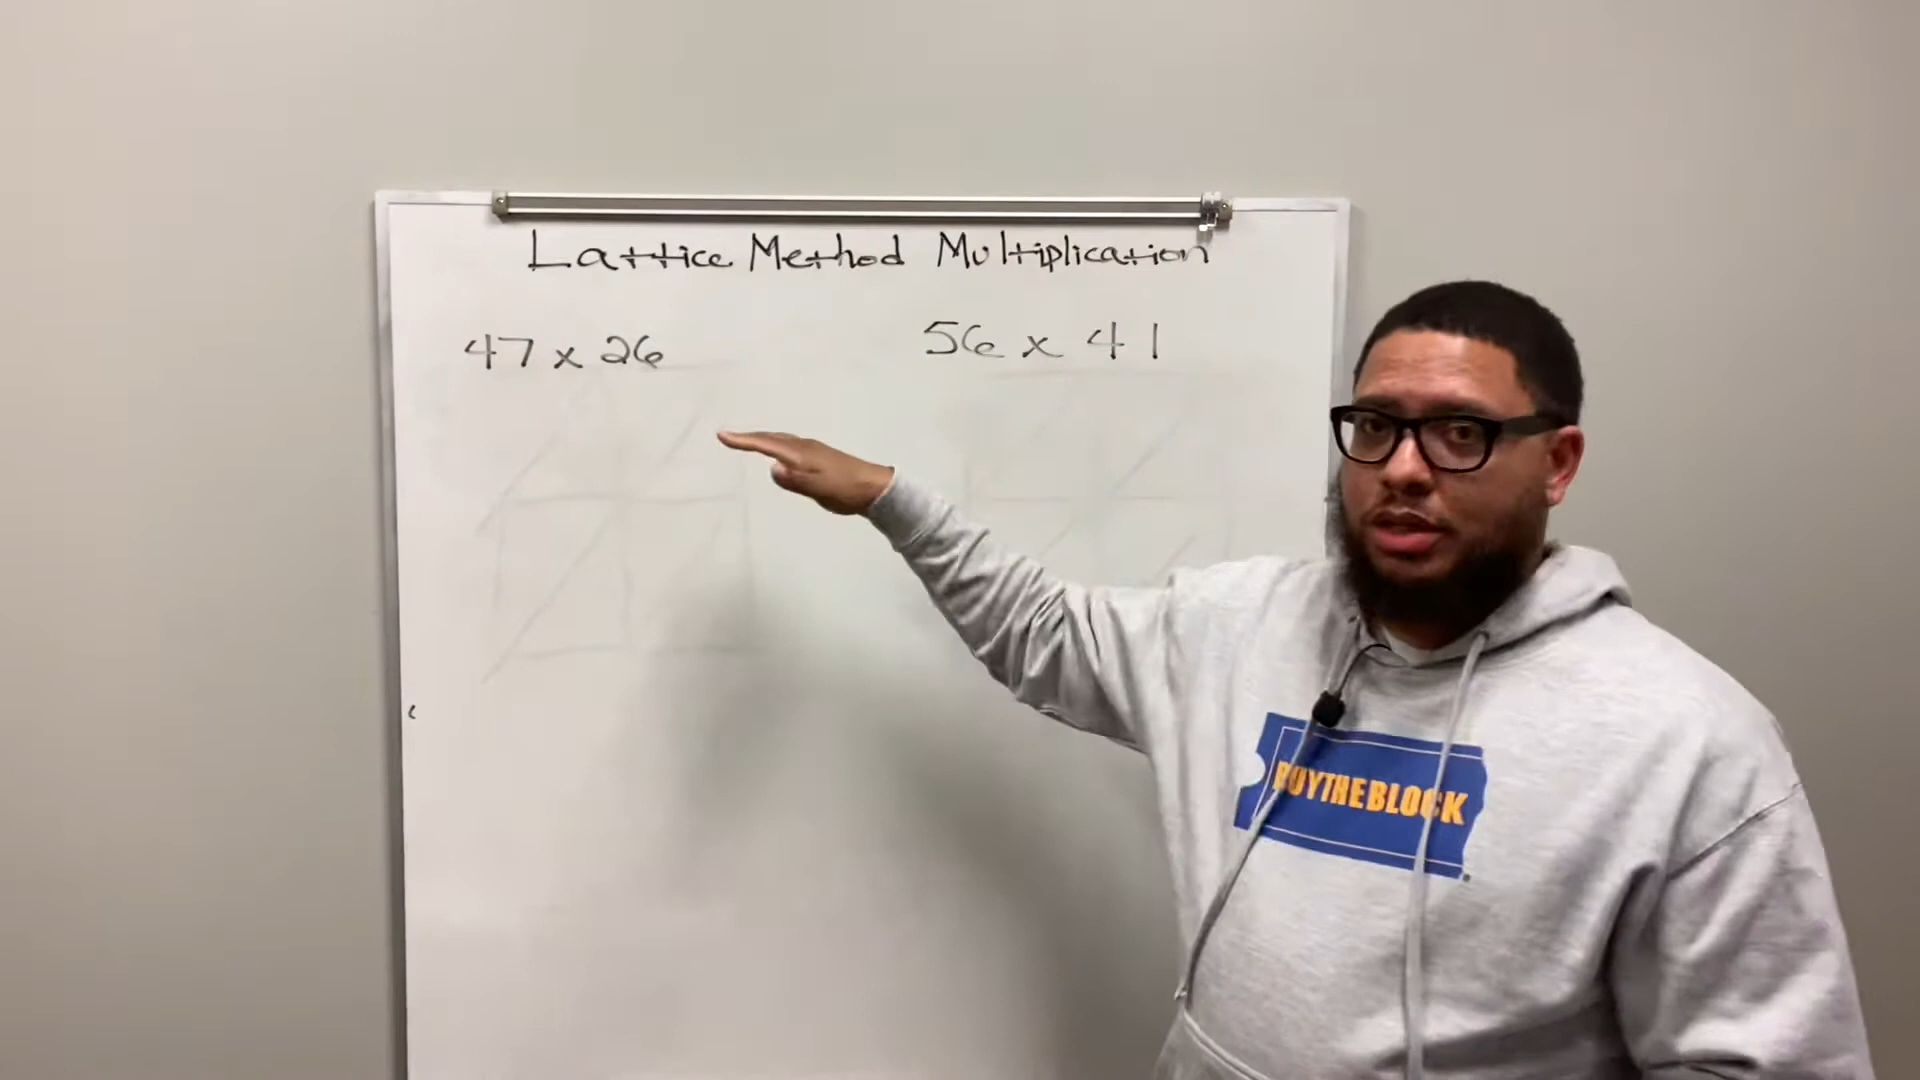 Lattice Method Multiplication
47 x 26
56 x 41
BUYTHEBLOCK